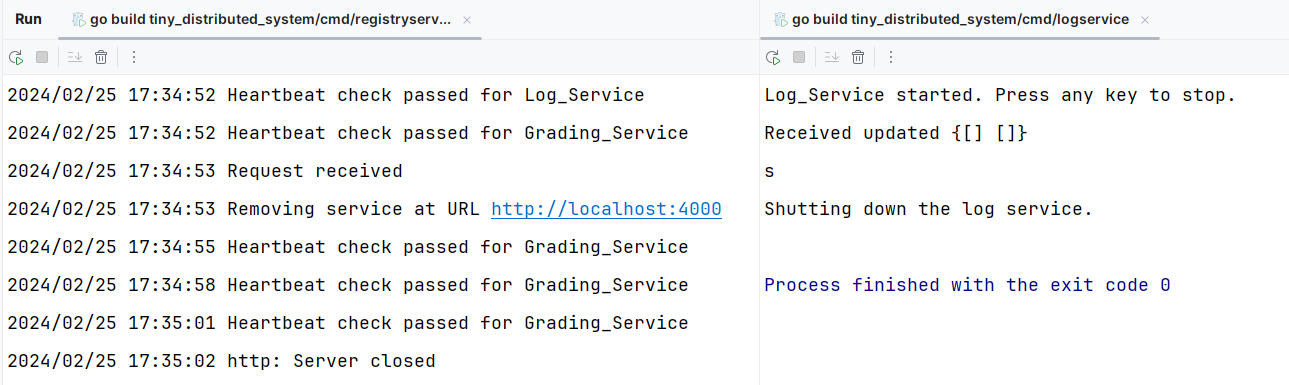 Run go build tiny_distributed_system/cmd/registryserv... ×
2024/02/25 17:34:52 Heartbeat check passed for Log_Service
2024/02/25 17:34:52 Heartbeat check passed for Grading_Service
2024/02/25 17:34:53 Request received
2024/02/25 17:34:53 Removing service at URL http://localhost:4000
2024/02/25 17:34:55 Heartbeat check passed for Grading_Service
2024/02/25 17:34:58 Heartbeat check passed for Grading_Service
2024/02/25 17:35:01 Heartbeat check passed for Grading_Service
2024/02/25 17:35:02 http: Server closed
go build tiny_distributed_system/cmd/logservice ×
Log_Service started. Press any key to stop.
Received updated {[] []}
s
Shutting down the log service.
Process finished with the exit code 0